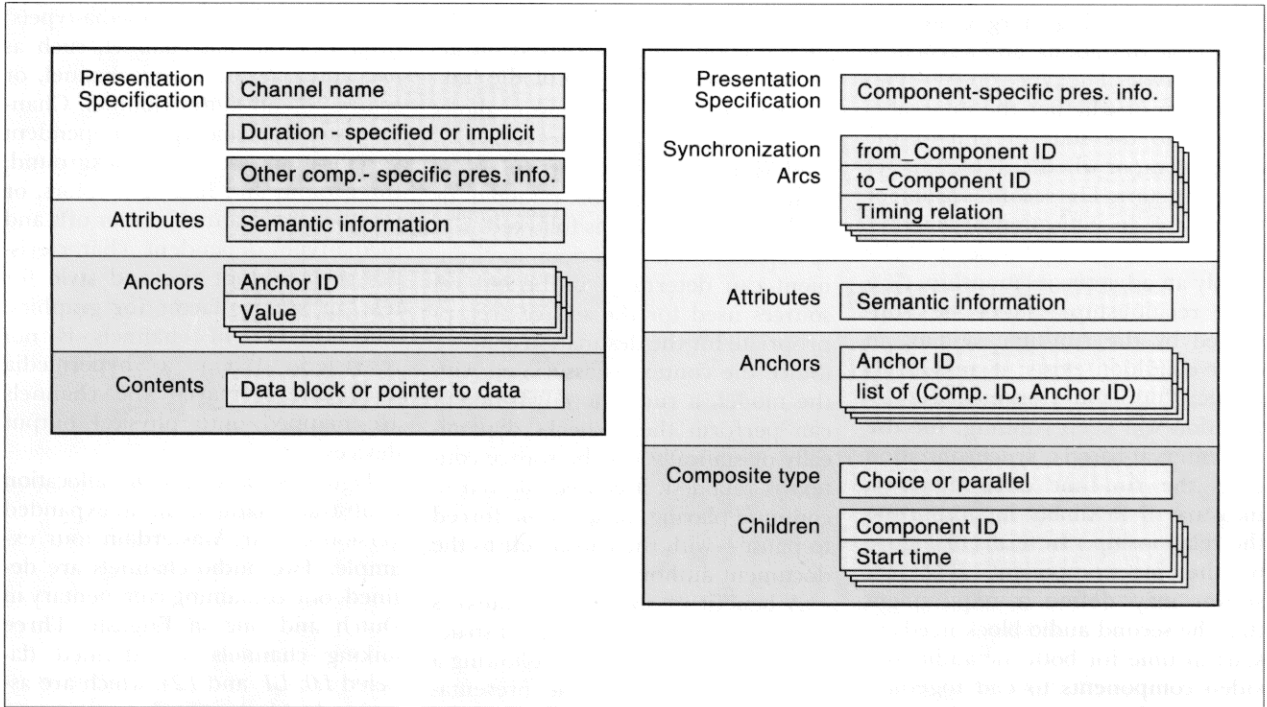 Presentation
Specification
Channel name
Duration - specified or implicit
Other comp.- specific pres. info.
Attributes
Semantic information
Anchors
Anchor ID
Value
Contents
Data block or pointer to data
Presentation
Specification
Component-specific pres. info.
Synchronization
Arcs
from_Component ID
to_Component ID
Timing relation
Attributes
Semantic information
Anchors
Anchor ID
list of (Comp. ID, Anchor ID)
Composite type
Choice or parallel
Children
Component ID
Start time